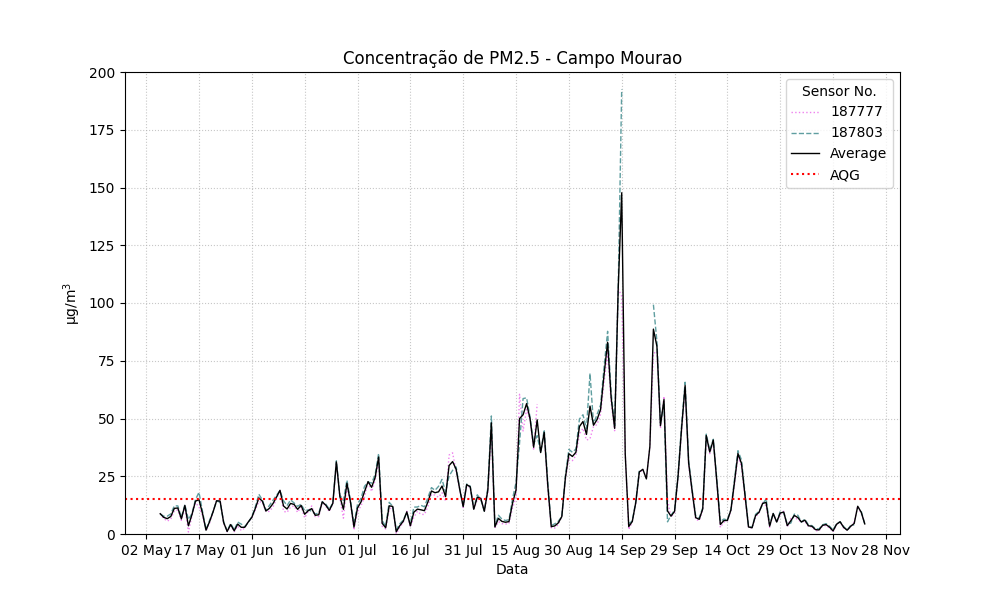 Concentração de PM2.5 - Campo Mourao
200
175
150
125
100
75
50
25
0
µg/m³
Sensor No.
187777
187803
Average
AQG
02 May 17 May 01 Jun 16 Jun 01 Jul 16 Jul 31 Jul 15 Aug 30 Aug 14 Sep 29 Sep 14 Oct 29 Oct 13 Nov 28 Nov
Data